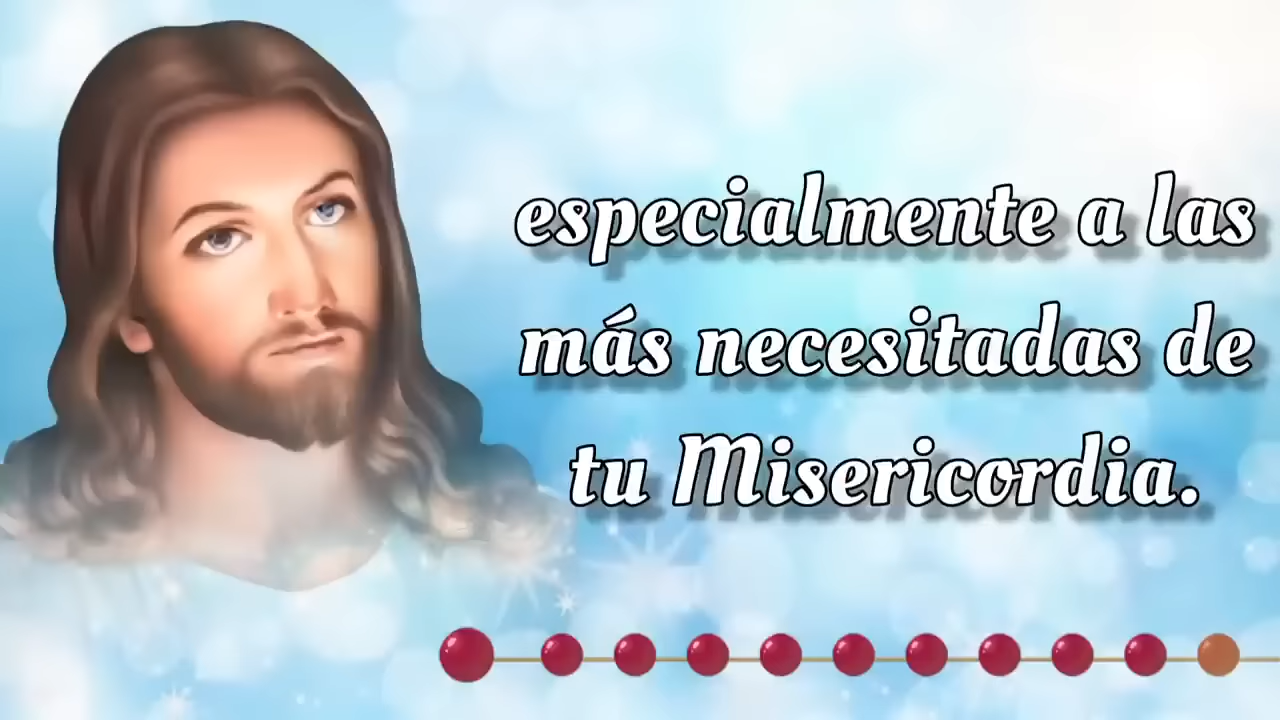 especialmente a las
más necesitadas de
tu Misericordia.